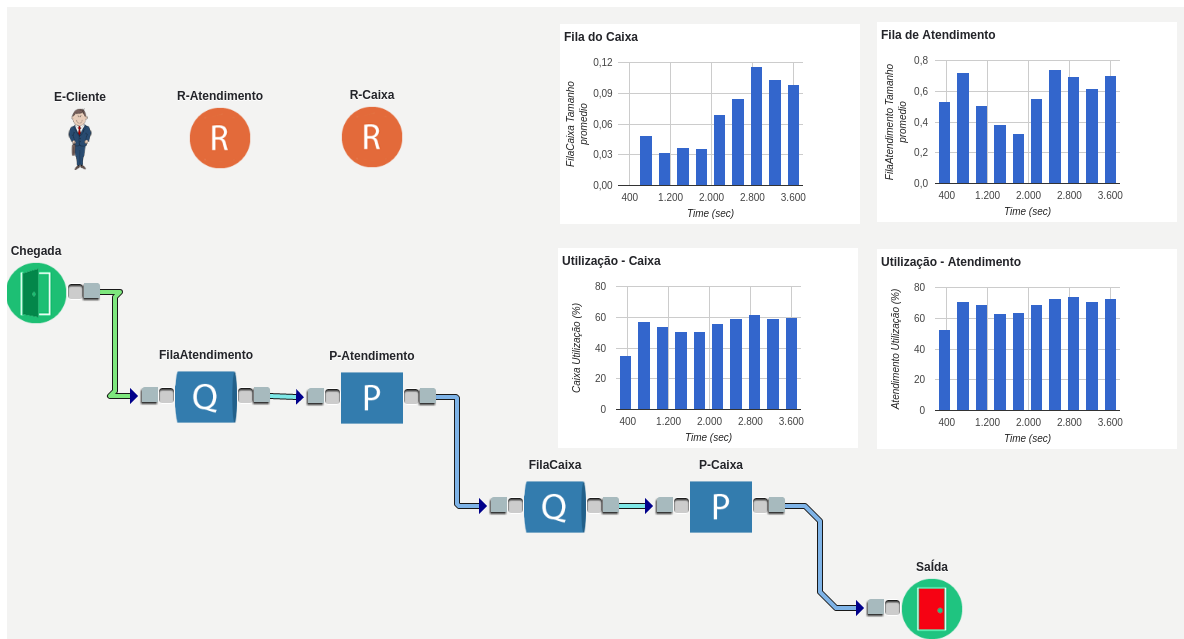 E-Cliente
R-Atendimento
R
R-Caixa
R
Fila do Caixa
FilaCaixa Tamanho
promedio
0,12
0,09
0,06
0,03
0,00
400 1.200 2.000 2.800 3.600
Time (sec)
Fila de Atendimento
FilaAtendimento Tamanho
promedio
0,8
0,6
0,4
0,2
0,0
400 1.200 2.000 2.800 3.600
Time (sec)
Utilização - Caixa
Caixa Utilização (%)
80
60
40
20
0
400 1.200 2.000 2.800 3.600
Time (sec)
Utilização - Atendimento
Atendimento Utilização (%)
80
60
40
20
0
400 1.200 2.000 2.800 3.600
Time (sec)
Chegada
FilaAtendimento
Q
P-Atendimento
P
FilaCaixa
Q
P-Caixa
P
SaÍda